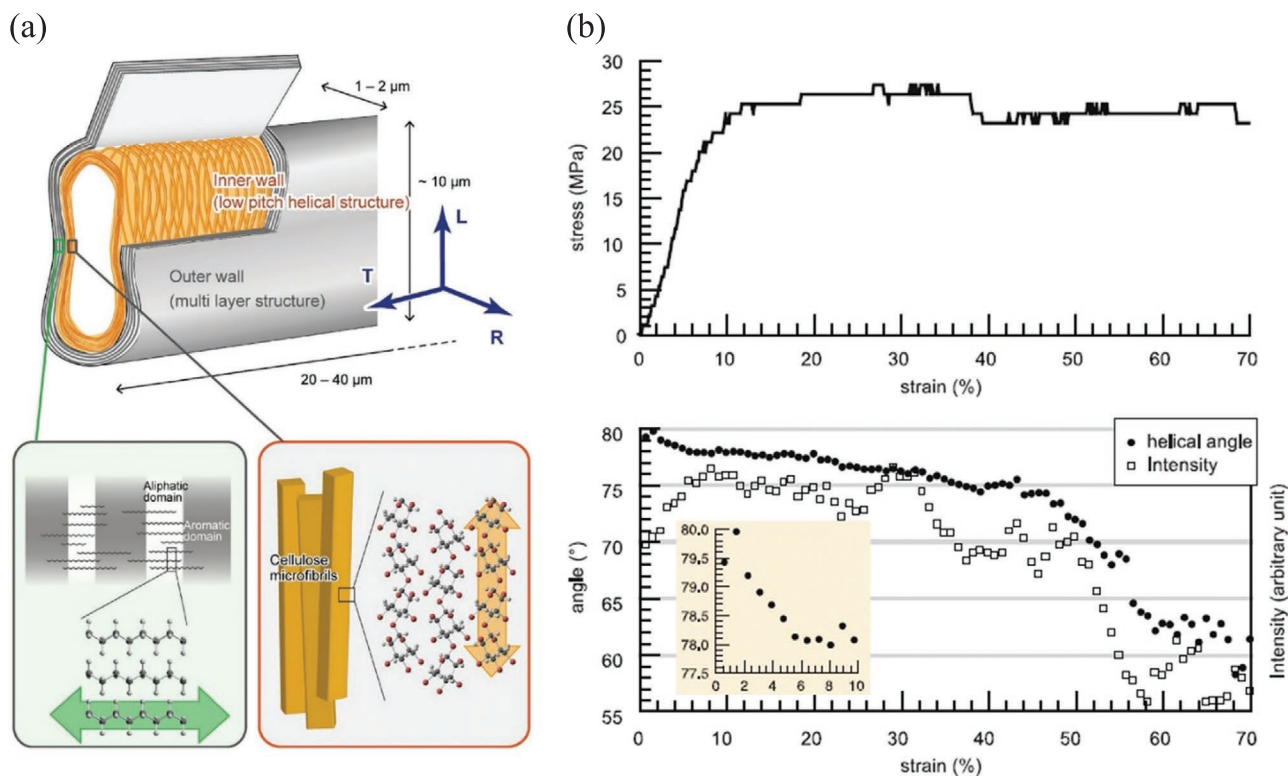 (a)
1 – 2 µm
Inner wall
(low pitch helical structure)
~ 10 µm
L
T
R
Outer wall
(multi layer structure)
20 – 40 µm
Aliphatic
domain
Aromatic
domain
Cellulose
microfibrils
(b)
30
25
20
15
10
5
0
stress (MPa)
0 10 20 30 40 50 60 70
strain (%)
80
75
70
65
60
55
angle (°)
helical angle
Intensity
Intensity (arbitrary unit)
80.0
79.5
79.0
78.5
78.0
77.5
0 2 4 6 8 10
0 10 20 30 40 50 60 70
strain (%)